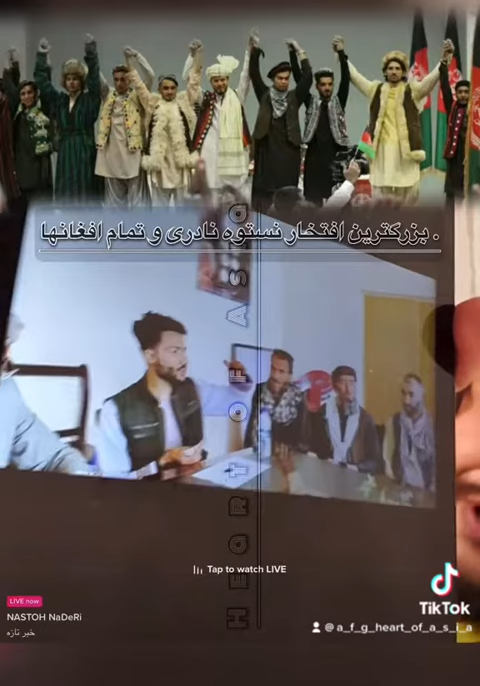 . بزرگترین افتخار نستوه نادری و تمام افغانها
HEART OF ASIA
Tap to watch LIVE
LIVE now
NASTOH NaDeRi
خبر تازه
TikTok
@a_f_g_heart_of_a_s_i_a